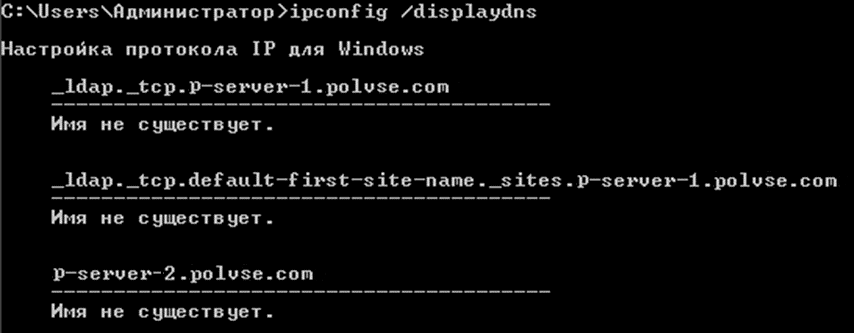 C:\Users\Администратор>ipconfig /displaydns
Настройка протокола IP для Windows
_ldap._tcp.p-server-1.polvse.com
----------------------------------------
Имя не существует.
_ldap._tcp.default-first-site-name._sites.p-server-1.polvse.com
----------------------------------------
Имя не существует.
p-server-2.polvse.com
----------------------------------------
Имя не существует.